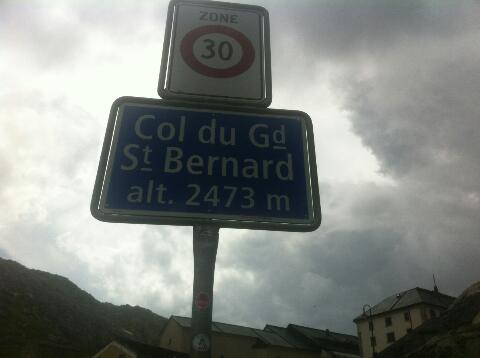 ZONE
30
Col du Gd
St Bernard
alt. 2473 m